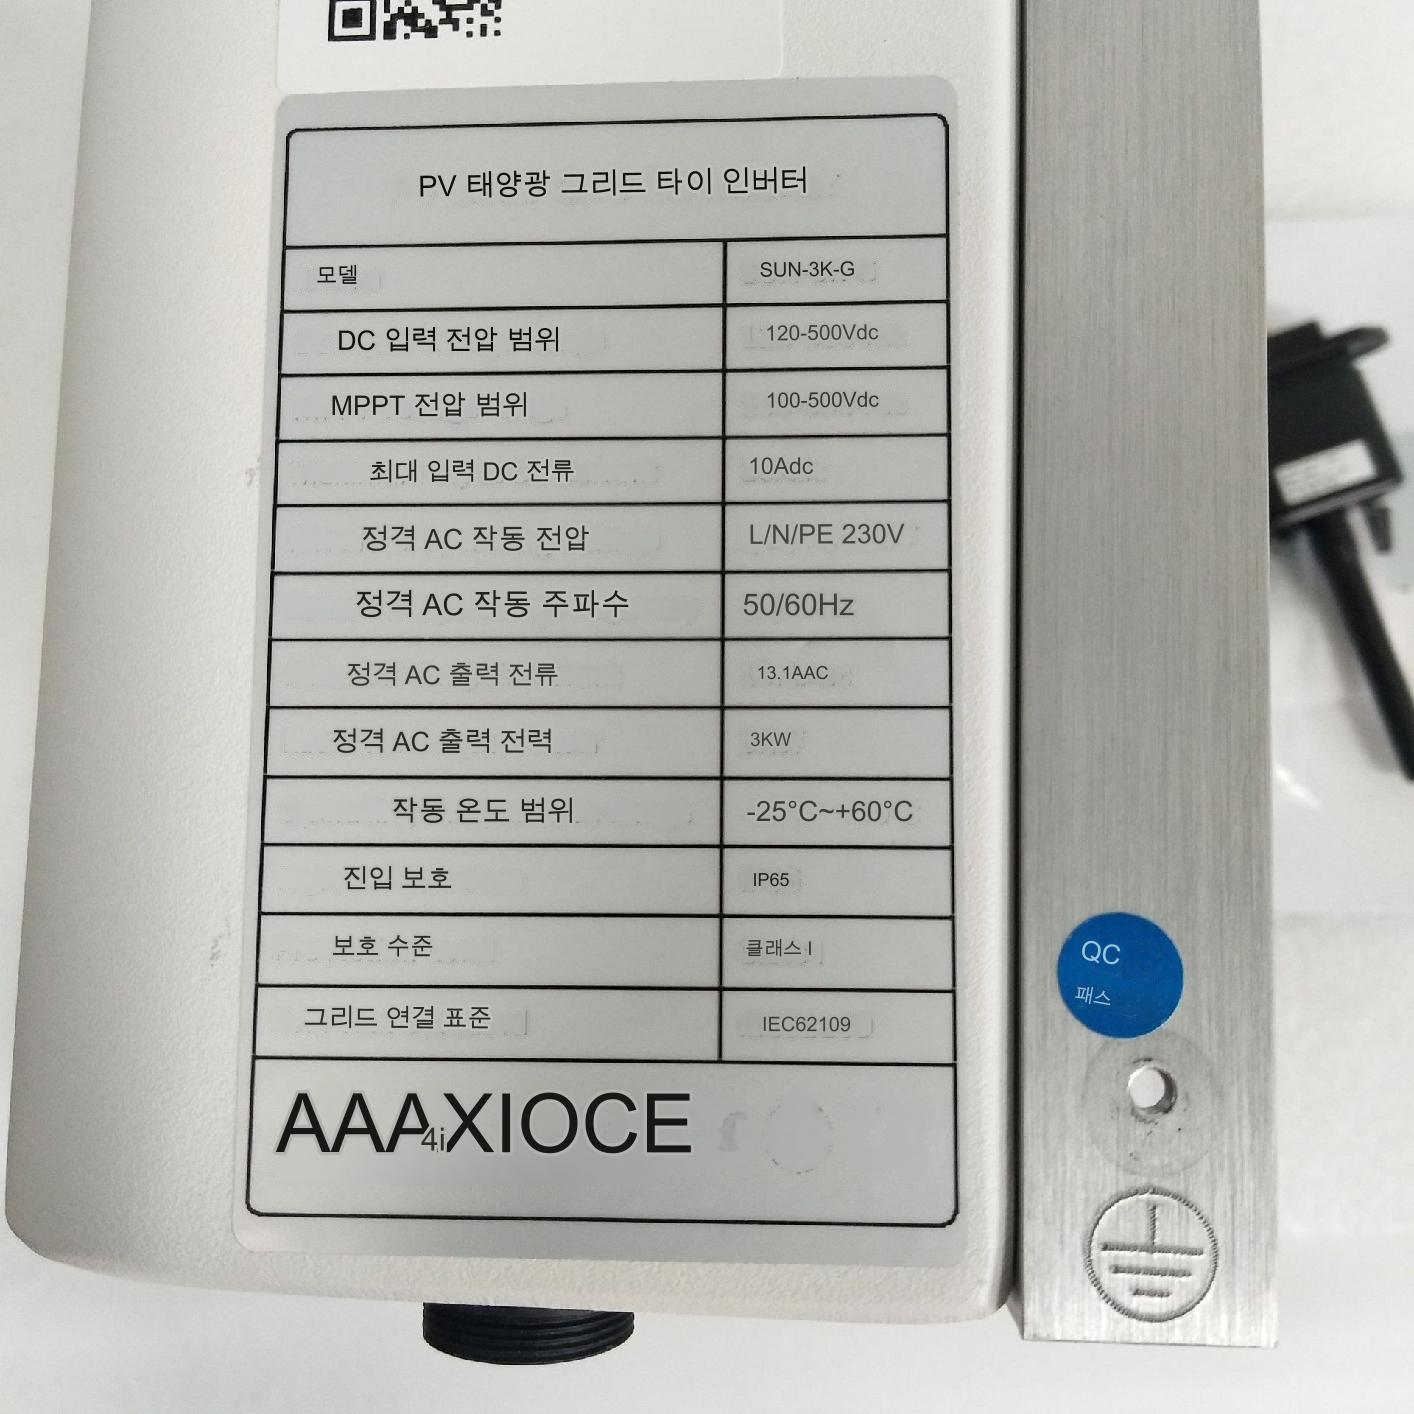 PV 태양광 그리드 타이 인버터
모델 SUN-3K-G
DC 입력 전압 범위 120-500Vdc
MPPT 전압 범위 100-500Vdc
최대 입력 DC 전류 10Adc
정격 AC 작동 전압 L/N/PE 230V
정격 AC 작동 주파수 50/60Hz
정격 AC 출력 전류 13.1AAC
정격 AC 출력 전력 3KW
작동 온도 범위 -25°C~+60°C
진입 보호 IP65
보호 수준 클래스 I
그리드 연결 표준 IEC62109
AAAXIOCE
4i
QC
패스